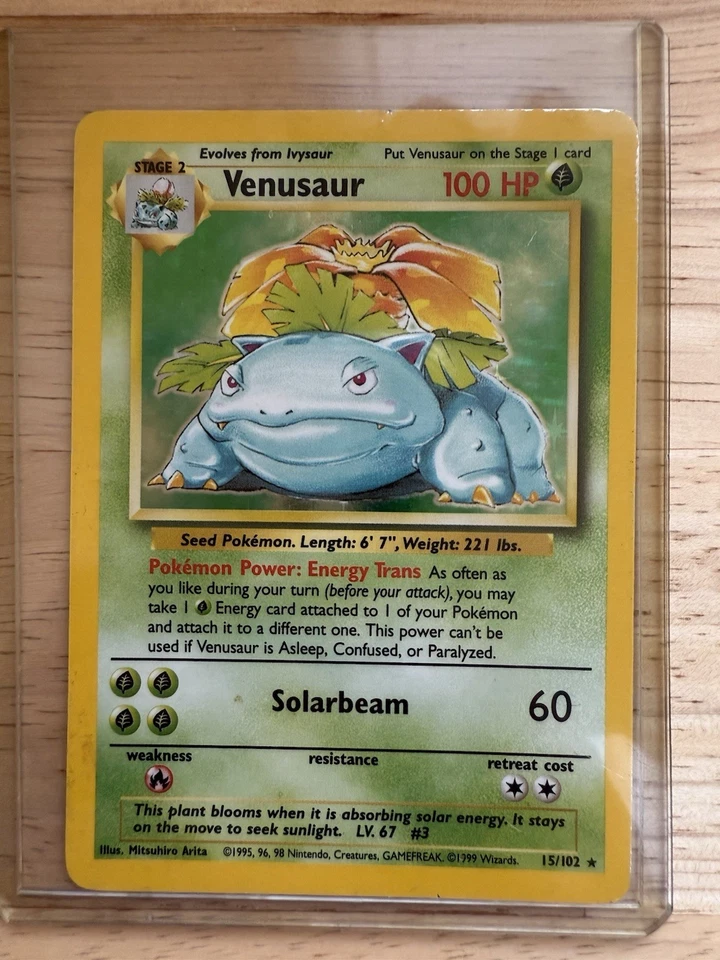 Evolves from Ivysaur Put Venusaur on the Stage 1 card
STAGE 2
Venusaur 100 HP
Seed Pokémon. Length: 6' 7", Weight: 221 lbs.
Pokémon Power: Energy Trans As often as
you like during your turn (before your attack), you may
take 1 Energy card attached to 1 of your Pokémon
and attach it to a different one. This power can't be
used if Venusaur is Asleep, Confused, or Paralyzed.
Solarbeam 60
weakness resistance retreat cost
This plant blooms when it is absorbing solar energy. It stays
on the move to seek sunlight. LV. 67 #3
Illus. Mitsuhiro Arita ©1995, 96, 98 Nintendo, Creatures, GAMEFREAK. ©1999 Wizards. 15/102 ★